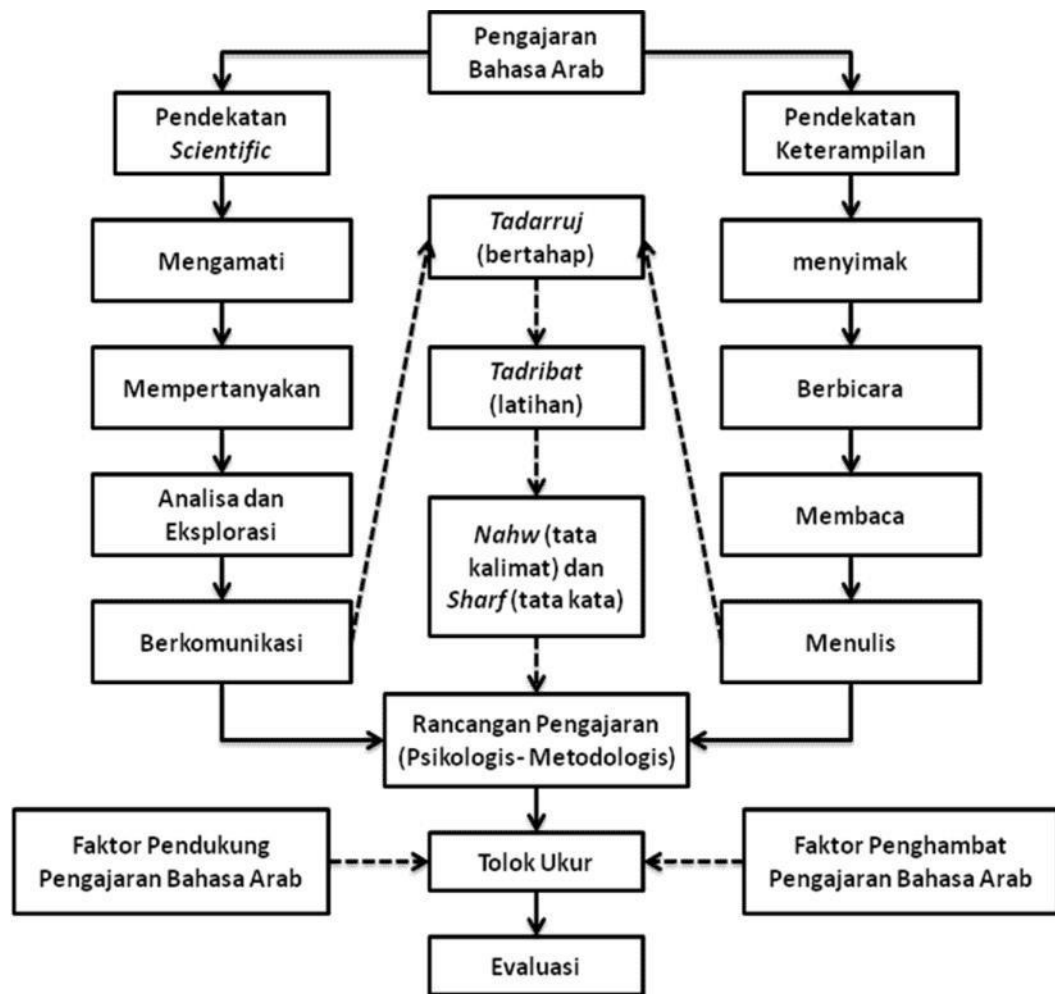 Pengajaran
Bahasa Arab
Pendekatan
Scientific
Pendekatan
Keterampilan
Mengamati
Tadarruj
(bertahap)
menyimak
Mempertanyakan
Tadribat
(latihan)
Berbicara
Analisa dan
Eksplorasi
Nahw (tata
kalimat) dan
Sharf (tata kata)
Membaca
Berkomunikasi
Menulis
Rancangan Pengajaran
(Psikologis- Metodologis)
Faktor Pendukung
Pengajaran Bahasa Arab
Tolok Ukur
Faktor Penghambat
Pengajaran Bahasa Arab
Evaluasi